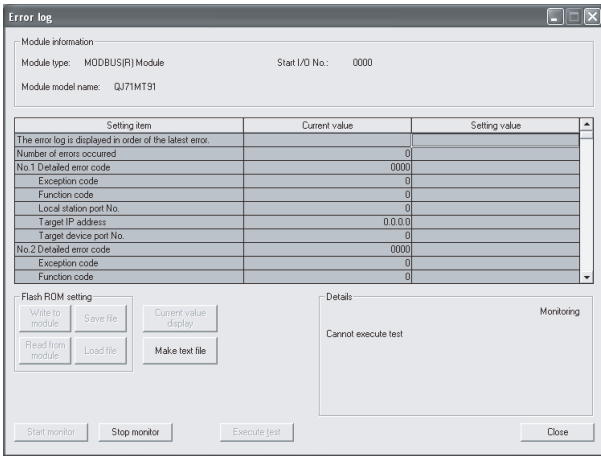 Error log
Module information
Module type: MODBUS(R) Module Start I/O No.: 0000
Module model name: QJ71MT91
Setting item Current value Setting value
The error log is displayed in order of the latest error.
Number of errors occurred 0
No.1 Detailed error code 0000
Exception code 0
Function code 0
Local station port No. 0
Target IP address 0.0.0.0
Target device port No. 0
No.2 Detailed error code 0000
Exception code 0
Function code 0
Flash ROM setting
Write to module
Save file
Read from module
Load file
Current value display
Make text file
Details
Monitoring
Cannot execute test
Start monitor Stop monitor Execute test Close